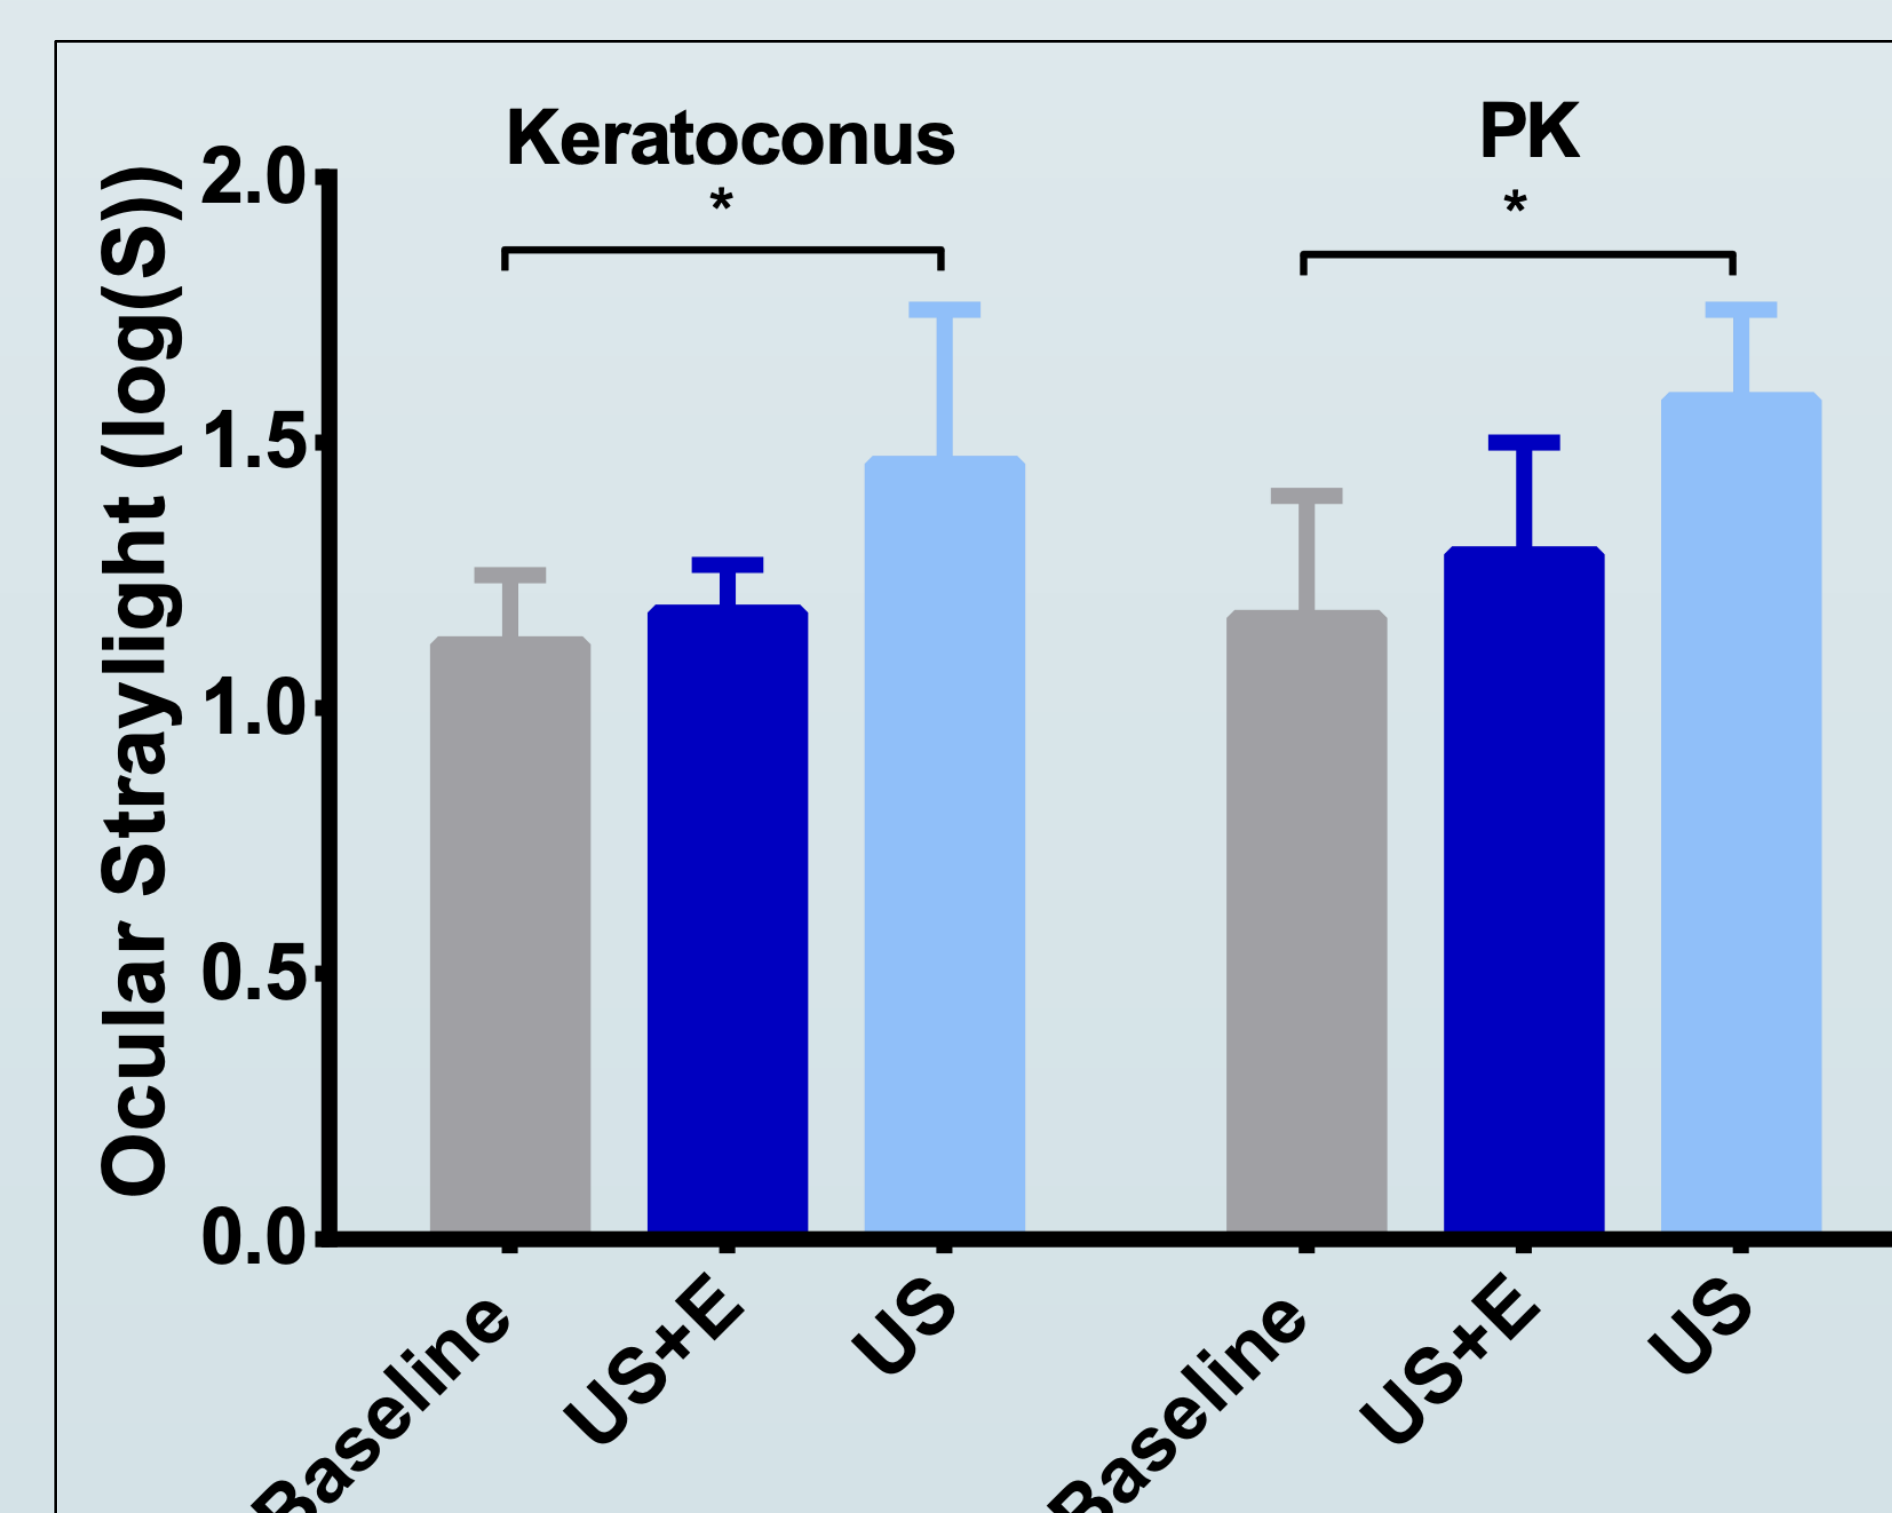 Keratoconus
*
PK
*
Ocular Straylight (log(S))
2.0
1.5
1.0
0.5
0.0
Baseline
US+E
US
Baseline
US+E
US